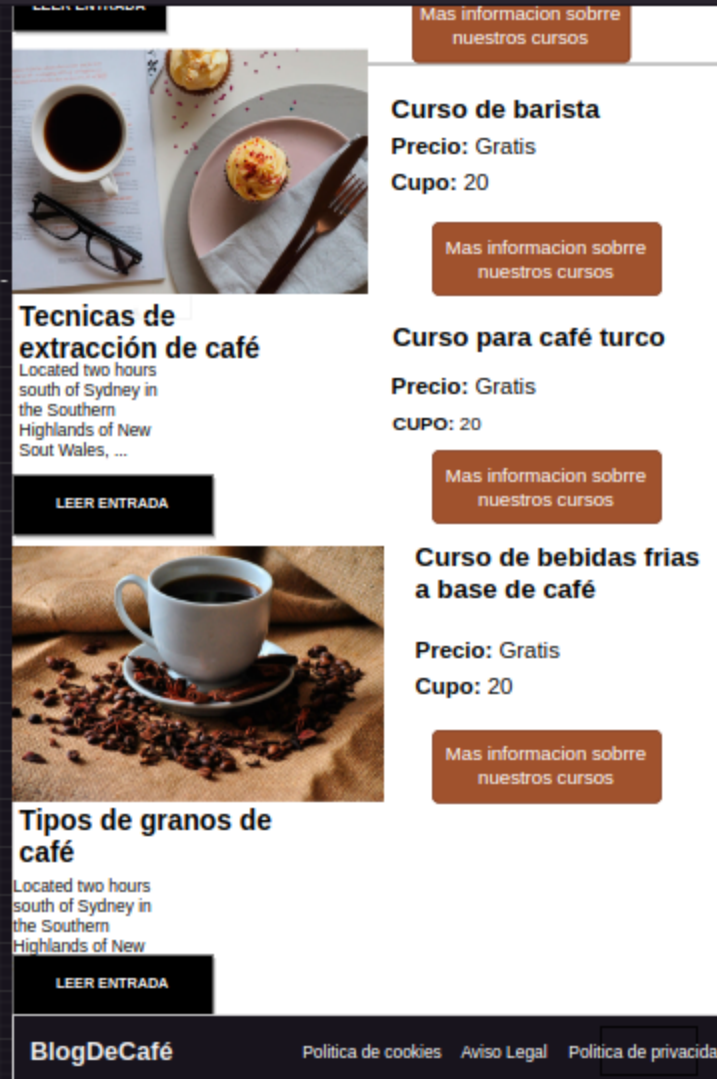 LEER ENTRADA
Mas informacion sobrre
nuestros cursos
Curso de barista
Precio: Gratis
Cupo: 20
Mas informacion sobrre
nuestros cursos
Tecnicas de
extracción de café
Located two hours
south of Sydney in
the Southern
Highlands of New
Sout Wales, ...
LEER ENTRADA
Curso para café turco
Precio: Gratis
CUPO: 20
Mas informacion sobrre
nuestros cursos
Curso de bebidas frias
a base de café
Precio: Gratis
Cupo: 20
Mas informacion sobrre
nuestros cursos
Tipos de granos de
café
Located two hours
south of Sydney in
the Southern
Highlands of New
LEER ENTRADA
BlogDeCafé Politica de cookies Aviso Legal Politica de privacida